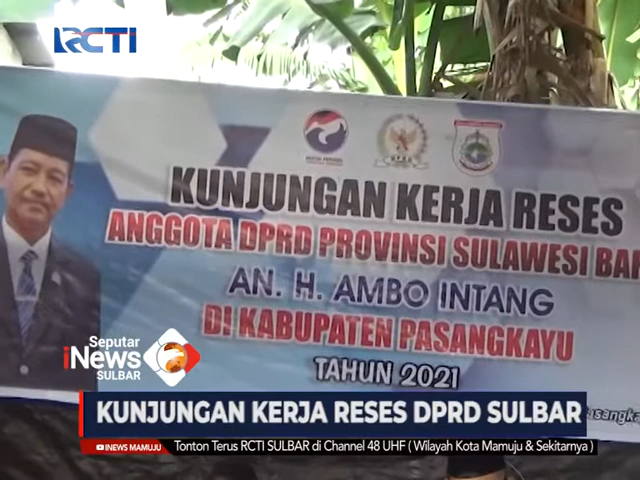 RCTI
KUNJUNGAN KERJA RESES
ANGGOTA DPRD PROVINSI SULAWESI BAR
AN. H. AMBO INTANG
DI KABUPATEN PASANGKAYU
TAHUN 2021
Seputar
iNews
SULBAR
KUNJUNGAN KERJA RESES DPRD SULBAR
INEWS MAMUJU
Tonton Terus RCTI SULBAR di Channel 48 UHF ( Wilayah Kota Mamuju & Sekitarnya )